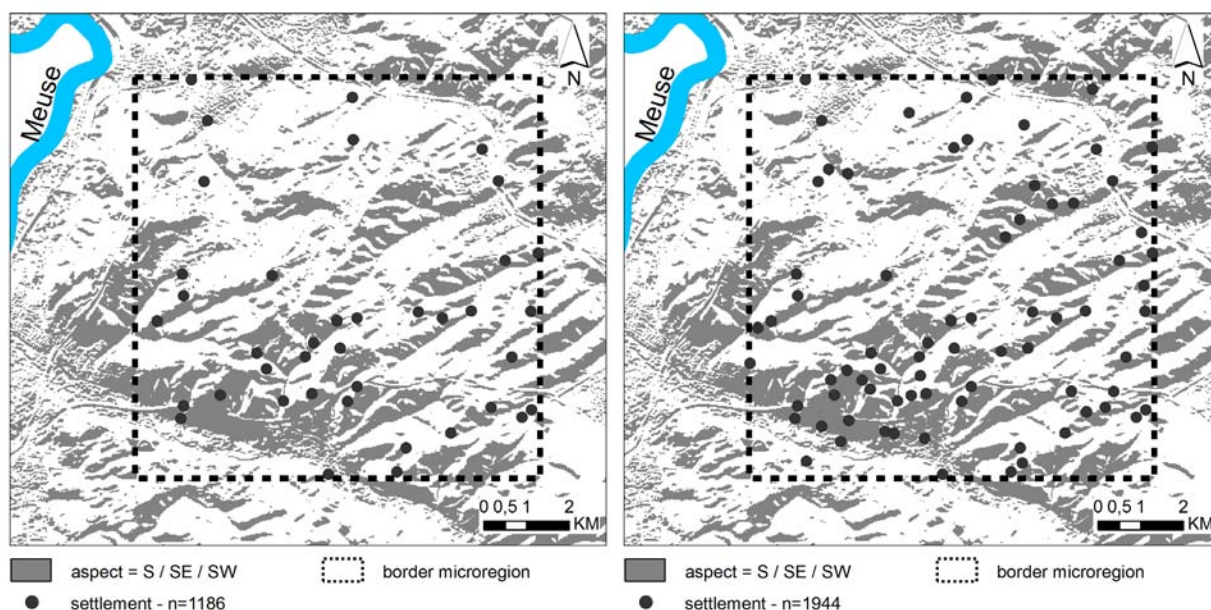 Meuse
N
0 0,5 1 2
KM
aspect = S / SE / SW
border microregion
settlement - n=1186
Meuse
N
0 0,5 1 2
KM
aspect = S / SE / SW
border microregion
settlement - n=1944